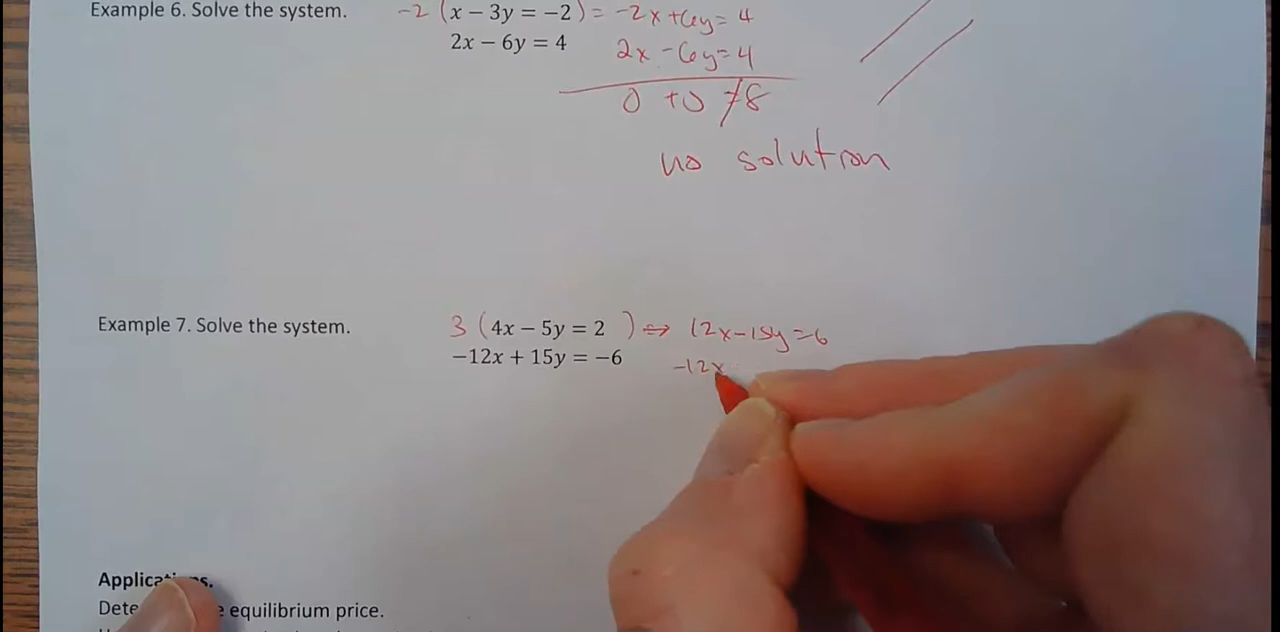 Example 6. Solve the system. -2 (x − 3y = −2) = -2x+6y = 4
2x − 6y = 4 2x - 6y = 4
0 + 0 ≠ 8
no solution
Example 7. Solve the system. 3 (4x − 5y = 2) ⇔ 12x-15y=6
−12x + 15y = −6 -12x
equilibrium price.